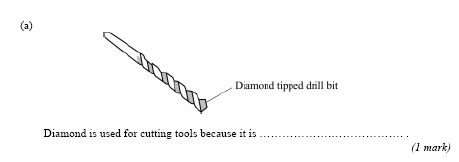 (a)
Diamond tipped drill bit
Diamond is used for cutting tools because it is ………………………………… .
(1 mark)